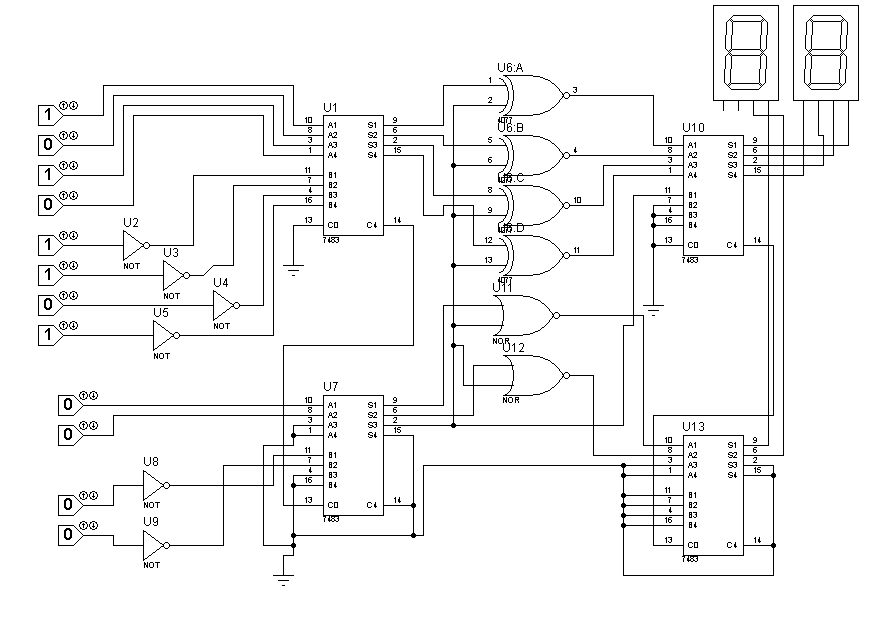 U1
10 A1 S1 9
8 A2 S2 6
3 A3 S3 2
1 A4 S4 15
11 B1
7 B2
4 B3
16 B4
13 C0 C4 14
7483
1
0
1
0
1
1
0
1
U2
NOT
U3
NOT
U4
NOT
U5
NOT
U6:A
1
2
3
4077
U6:B
5
6
4
4077
U6:C
8
9
10
4077
U6:D
12
13
11
4077
U11
NOR
U12
NOR
U10
10 A1 S1 9
8 A2 S2 6
3 A3 S3 2
1 A4 S4 15
11 B1
7 B2
4 B3
16 B4
13 C0 C4 14
7483
U7
10 A1 S1 9
8 A2 S2 6
3 A3 S3 2
1 A4 S4 15
11 B1
7 B2
4 B3
16 B4
13 C0 C4 14
7483
0
0
0
0
U8
NOT
U9
NOT
U13
10 A1 S1 9
8 A2 S2 6
3 A3 S3 2
1 A4 S4 15
11 B1
7 B2
4 B3
16 B4
13 C0 C4 14
7483